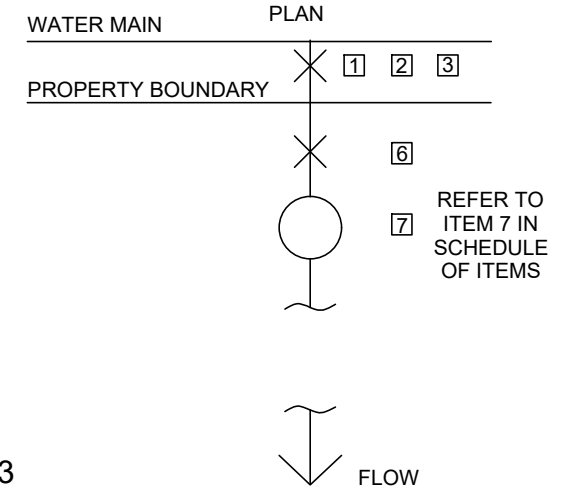 PLAN
WATER MAIN
1 2 3
PROPERTY BOUNDARY
6
7
REFER TO
ITEM 7 IN
SCHEDULE
OF ITEMS
3
FLOW